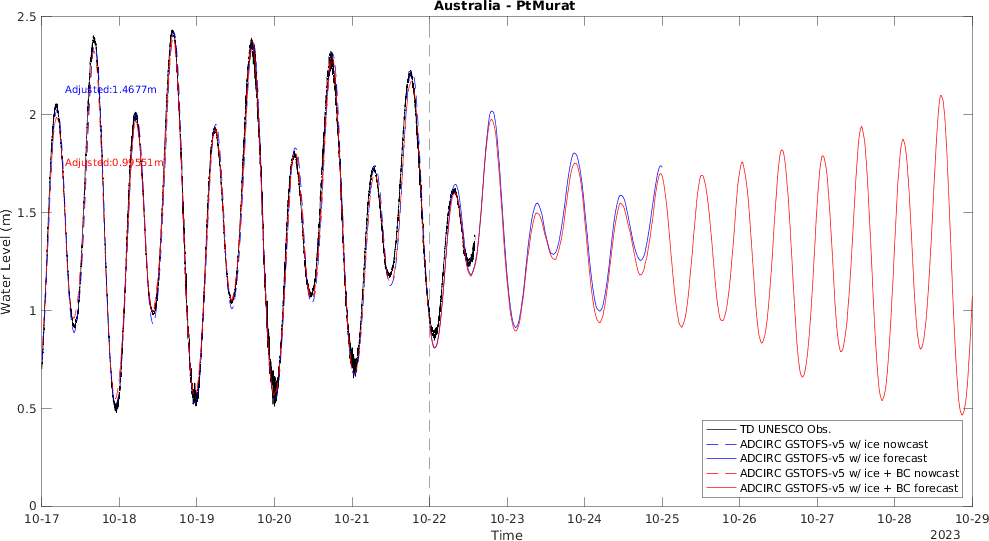 Australia - PtMurat
2.5
2
1.5
1
0.5
0
Water Level (m)
Adjusted:1.4677m
Adjusted:0.99551m
TD UNESCO Obs.
ADCIRC GSTOFS-v5 w/ ice nowcast
ADCIRC GSTOFS-v5 w/ ice forecast
ADCIRC GSTOFS-v5 w/ ice + BC nowcast
ADCIRC GSTOFS-v5 w/ ice + BC forecast
10-17 10-18 10-19 10-20 10-21 10-22 10-23 10-24 10-25 10-26 10-27 10-28 10-29
Time
2023